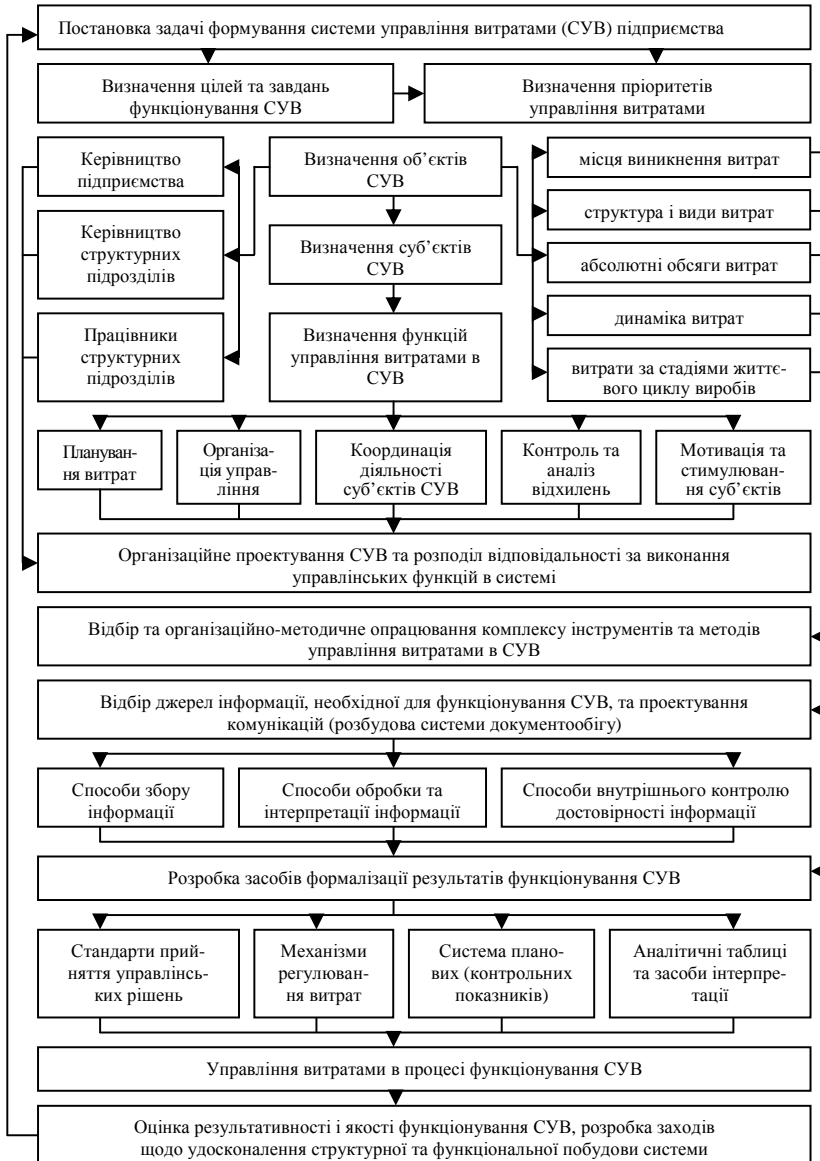 Постановка задачі формування системи управління витратами (СУВ) підприємства
Визначення цілей та завдань
функціонування СУВ
Визначення пріоритетів
управління витратами
Керівництво
підприємства
Керівництво
структурних
підрозділів
Працівники
структурних
підрозділів
Визначення об’єктів
СУВ
Визначення суб’єктів
СУВ
Визначення функцій
управління витратами в
СУВ
місця виникнення витрат
структура і види витрат
абсолютні обсяги витрат
динаміка витрат
витрати за стадіями життє-
вого циклу виробів
Плануван-
ня витрат
Організа-
ція управ-
ління
Координація
діяльності
суб’єктів СУВ
Контроль та
аналіз
відхилень
Мотивація та
стимулюван-
ня суб’єктів
Організаційне проектування СУВ та розподіл відповідальності за виконання
управлінських функцій в системі
Відбір та організаційно-методичне опрацювання комплексу інструментів та методів
управління витратами в СУВ
Відбір джерел інформації, необхідної для функціонування СУВ, та проектування
комунікацій (розбудова системи документообігу)
Способи збору
інформації
Способи обробки та
інтерпретації інформації
Способи внутрішнього контролю
достовірності інформації
Розробка засобів формалізації результатів функціонування СУВ
Стандарти прий-
няття управлінсь-
ких рішень
Механізми
регулюван-
ня витрат
Система плано-
вих (контрольних
показників)
Аналітичні таблиці
та засоби інтерпре-
тації
Управління витратами в процесі функціонування СУВ
Оцінка результативності і якості функціонування СУВ, розробка заходів
щодо удосконалення структурної та функціональної побудови системи